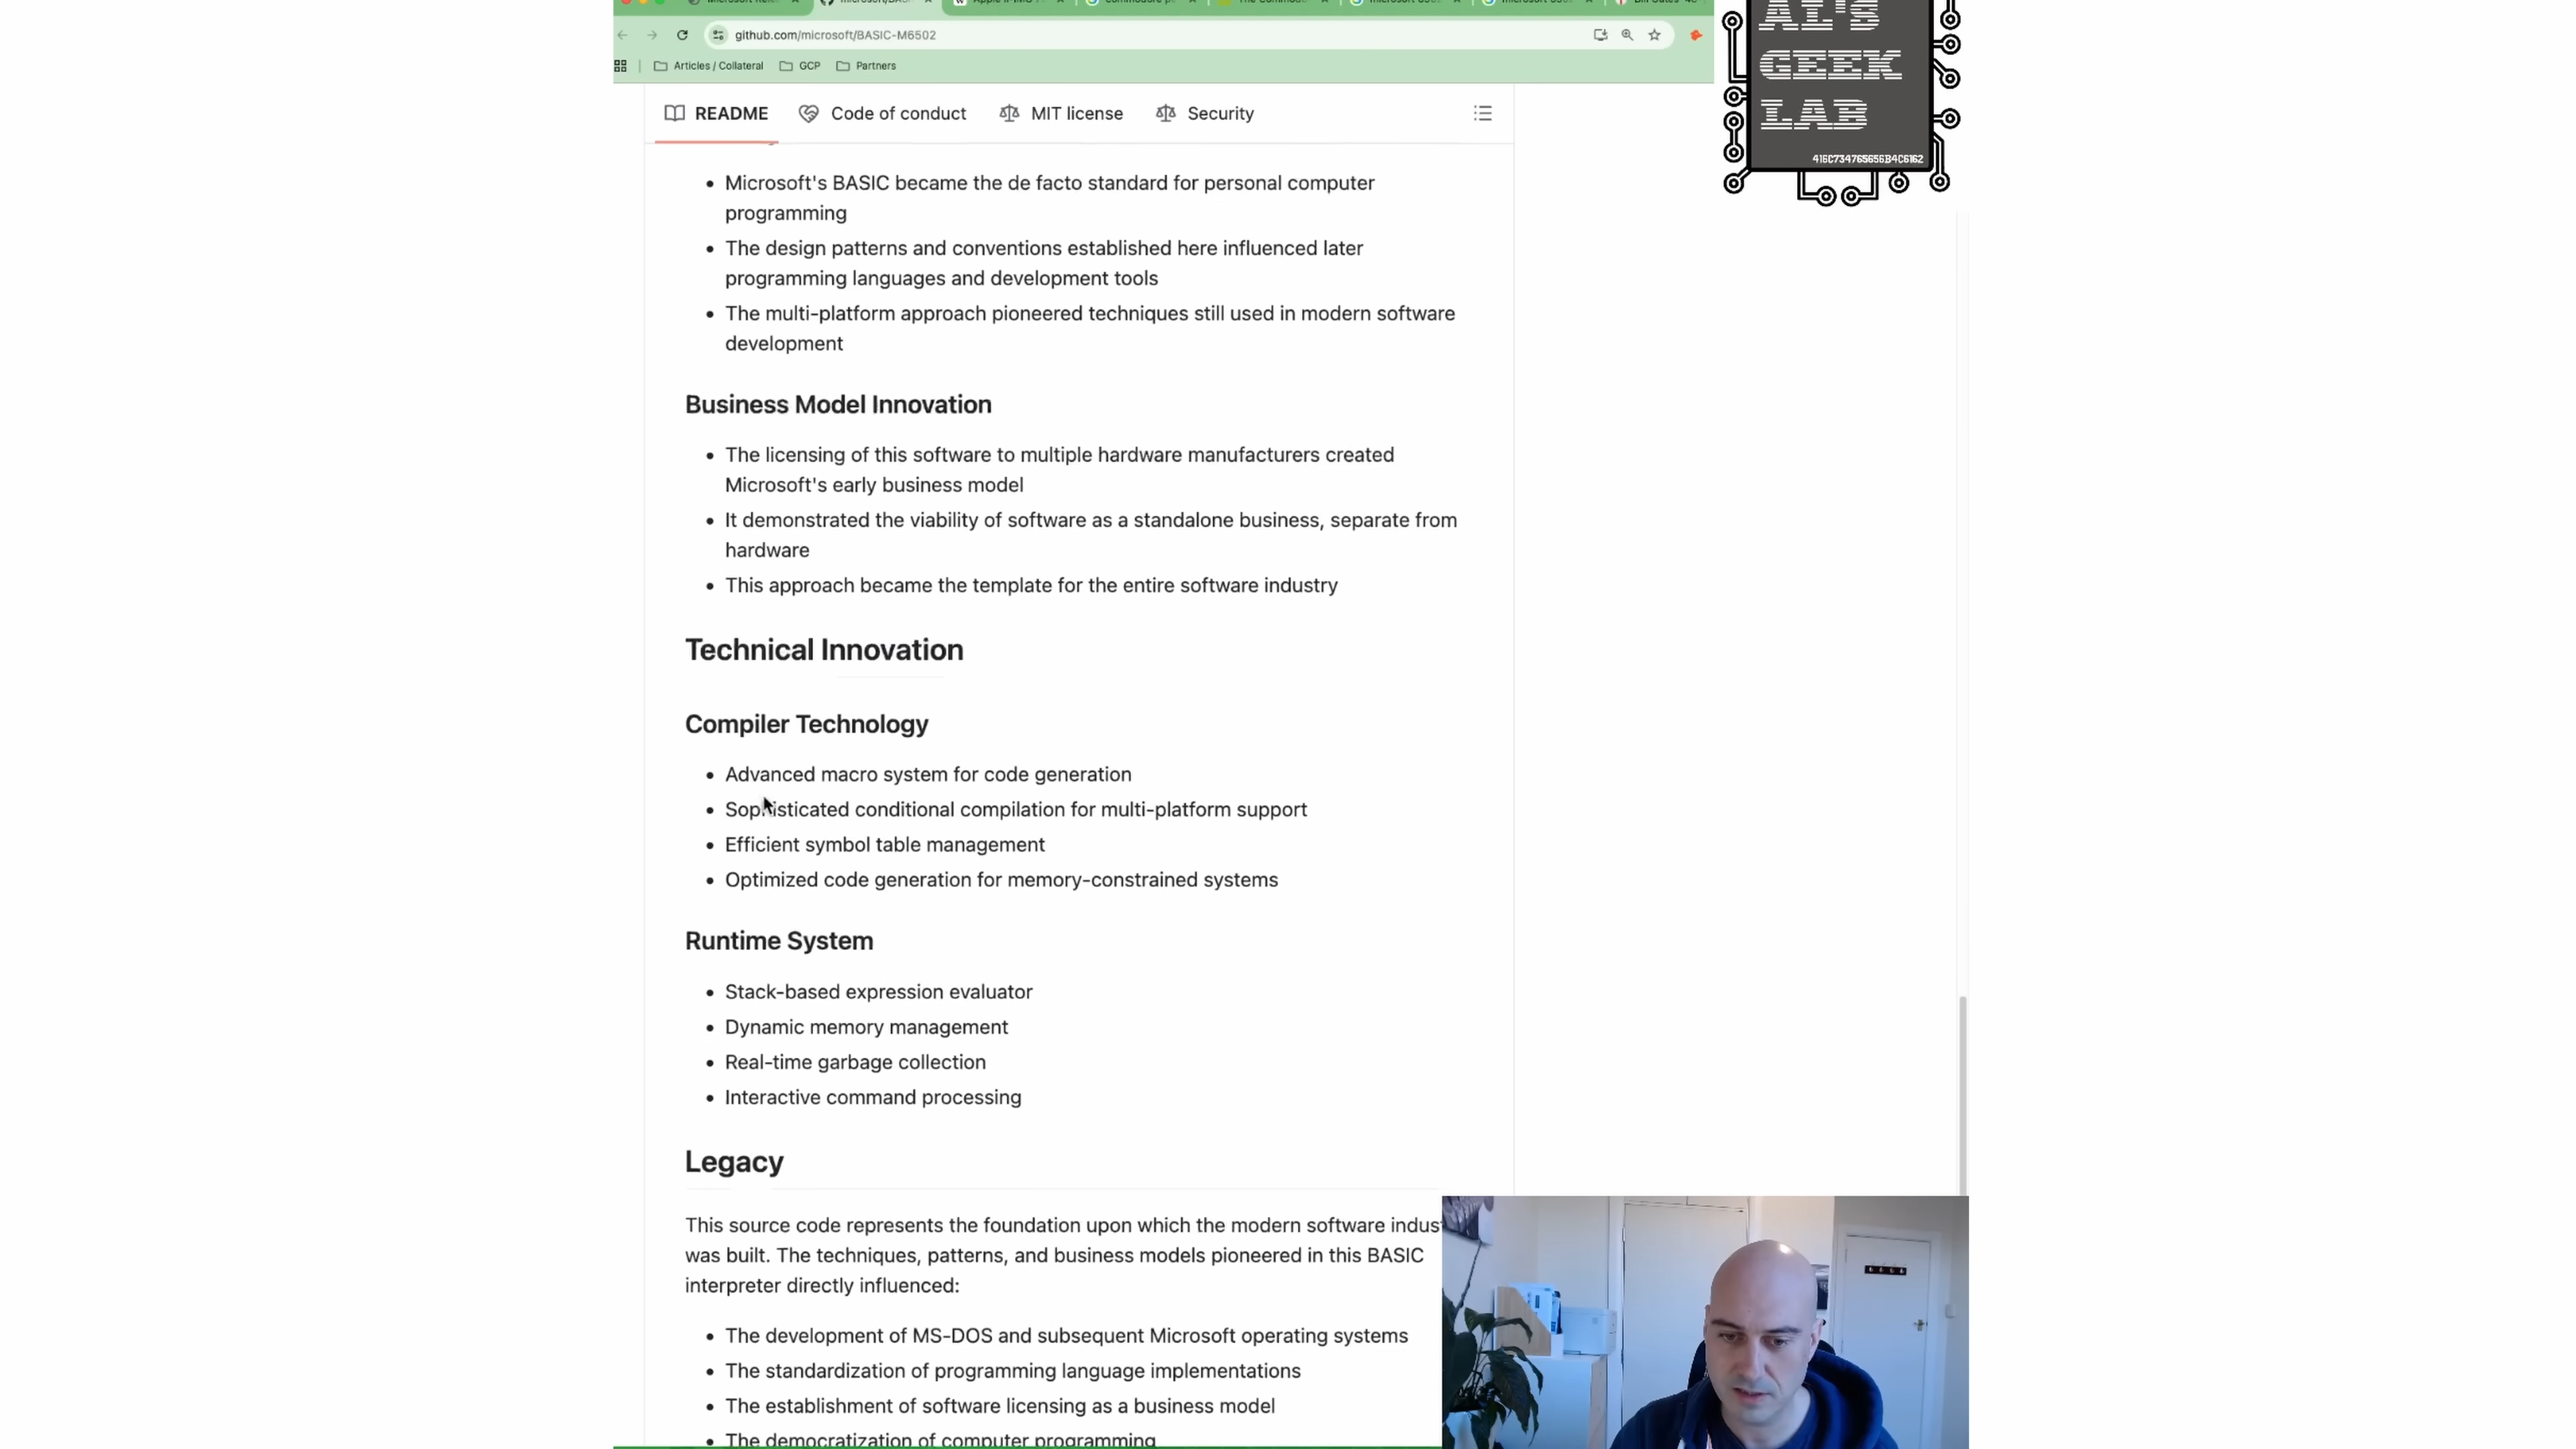 github.com/microsoft/BASIC-M6502
Articles / Collateral
GCP
Partners
AL'S
GEEK
LAB
416C734765656B4C6162
README
Code of conduct
MIT license
Security
• Microsoft's BASIC became the de facto standard for personal computer
programming
• The design patterns and conventions established here influenced later
programming languages and development tools
• The multi-platform approach pioneered techniques still used in modern software
development
Business Model Innovation
• The licensing of this software to multiple hardware manufacturers created
Microsoft's early business model
• It demonstrated the viability of software as a standalone business, separate from
hardware
• This approach became the template for the entire software industry
Technical Innovation
Compiler Technology
• Advanced macro system for code generation
• Sophisticated conditional compilation for multi-platform support
• Efficient symbol table management
• Optimized code generation for memory-constrained systems
Runtime System
• Stack-based expression evaluator
• Dynamic memory management
• Real-time garbage collection
• Interactive command processing
Legacy
This source code represents the foundation upon which the modern software indus
was built. The techniques, patterns, and business models pioneered in this BASIC
interpreter directly influenced:
• The development of MS-DOS and subsequent Microsoft operating systems
• The standardization of programming language implementations
• The establishment of software licensing as a business model
• The democratization of computer programming